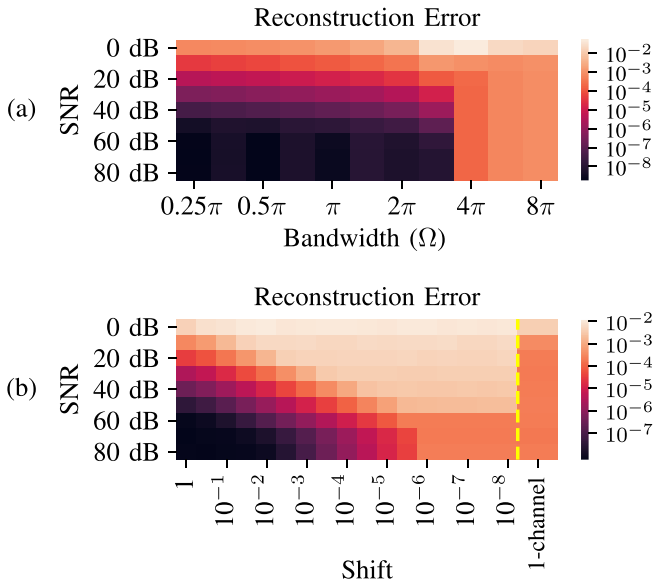 Reconstruction Error
(a)
SNR
0 dB
20 dB
40 dB
60 dB
80 dB
0.25π
0.5π
π
2π
4π
8π
Bandwidth (Ω)
10⁻²
10⁻³
10⁻⁴
10⁻⁵
10⁻⁶
10⁻⁷
10⁻⁸
Reconstruction Error
(b)
SNR
0 dB
20 dB
40 dB
60 dB
80 dB
1
10⁻¹
10⁻²
10⁻³
10⁻⁴
10⁻⁵
10⁻⁶
10⁻⁷
10⁻⁸
1-channel
Shift
10⁻²
10⁻³
10⁻⁴
10⁻⁵
10⁻⁶
10⁻⁷